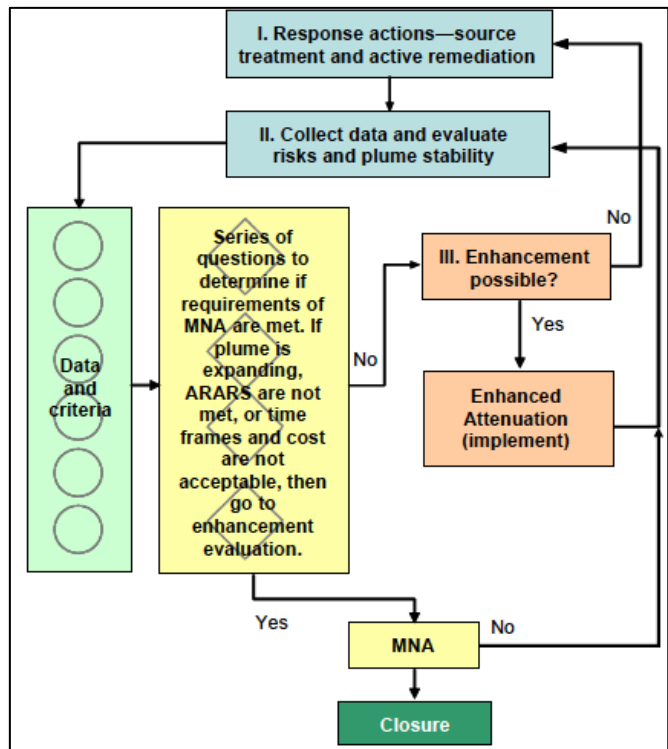 I. Response actions—source
treatment and active remediation
II. Collect data and evaluate
risks and plume stability
Data
and
criteria
Series of
questions to
determine if
requirements of
MNA are met. If
plume is
expanding,
ARARS are not
met, or time
frames and cost
are not
acceptable, then
go to
enhancement
evaluation.
No
III. Enhancement
possible?
No
Yes
Enhanced
Attenuation
(implement)
Yes
MNA
No
Closure